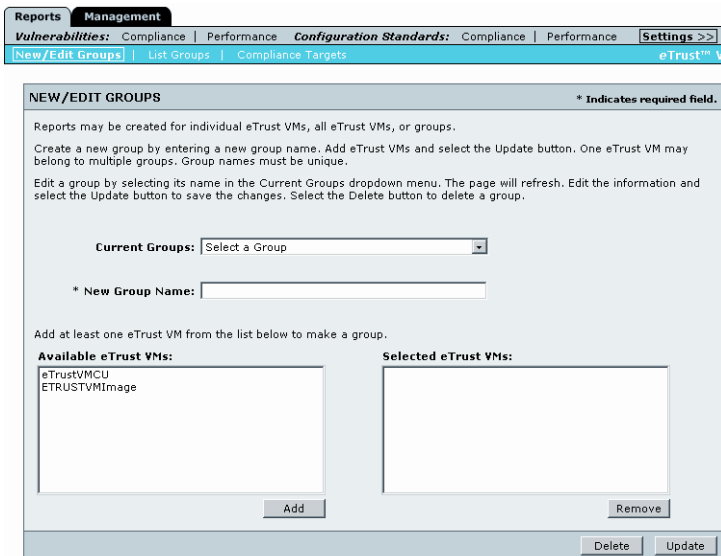 Reports Management
Vulnerabilities: Compliance | Performance Configuration Standards: Compliance | Performance Settings >>
New/Edit Groups | List Groups | Compliance Targets eTrust™ V
NEW/EDIT GROUPS * Indicates required field.
Reports may be created for individual eTrust VMs, all eTrust VMs, or groups.
Create a new group by entering a new group name. Add eTrust VMs and select the Update button. One eTrust VM may
belong to multiple groups. Group names must be unique.
Edit a group by selecting its name in the Current Groups dropdown menu. The page will refresh. Edit the information and
select the Update button to save the changes. Select the Delete button to delete a group.
Current Groups: Select a Group
* New Group Name:
Add at least one eTrust VM from the list below to make a group.
Available eTrust VMs: Selected eTrust VMs:
eTrustVMCU
ETRUSTVMImage
Add Remove
Delete Update